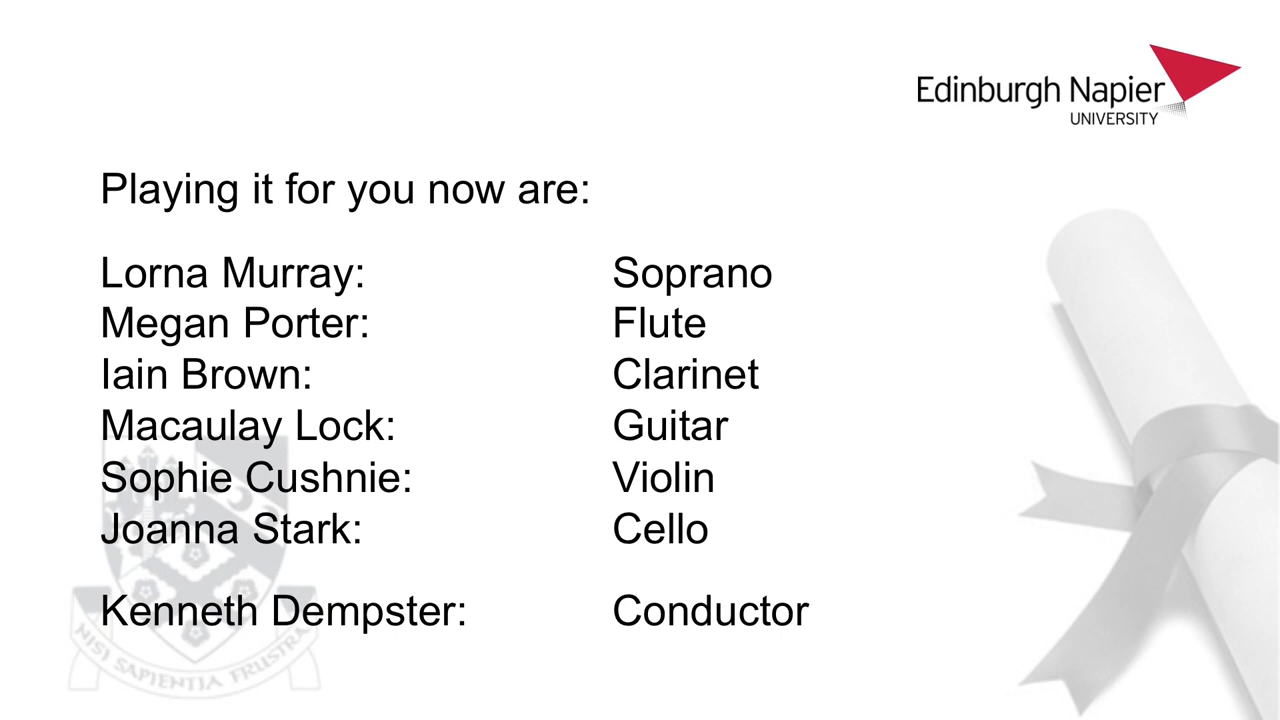 Edinburgh Napier
UNIVERSITY
Playing it for you now are:
Lorna Murray: Soprano
Megan Porter: Flute
Iain Brown: Clarinet
Macaulay Lock: Guitar
Sophie Cushnie: Violin
Joanna Stark: Cello
Kenneth Dempster: Conductor
NISI SAPIENTIA FRUSTRA